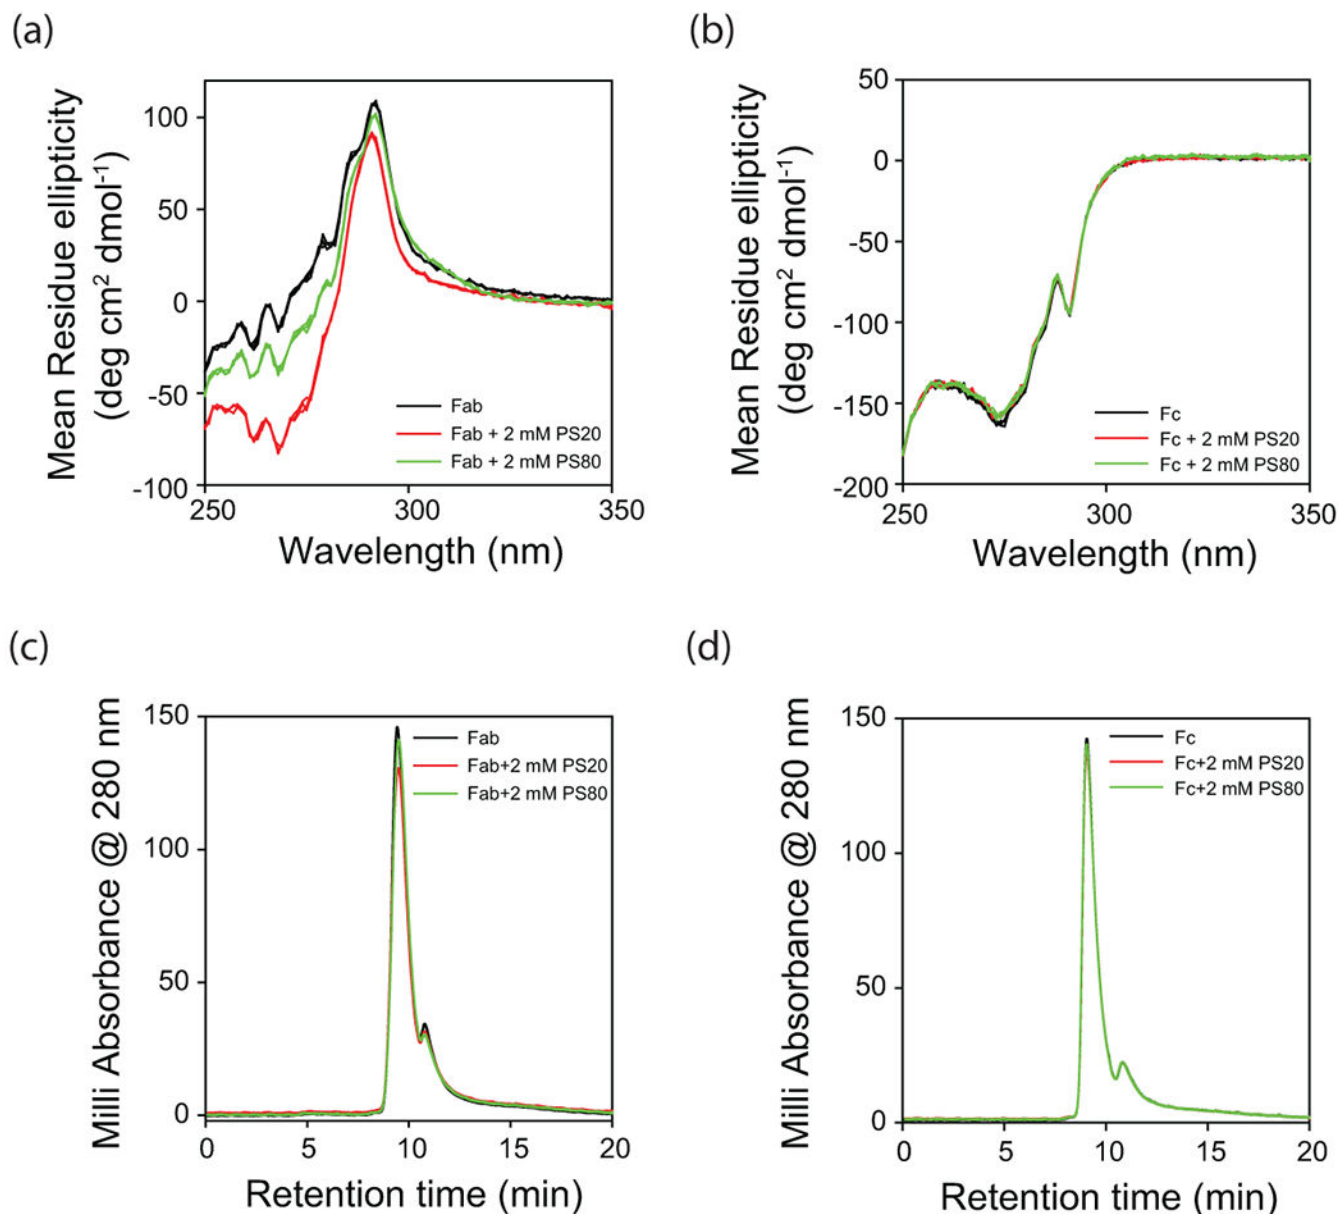 (a)
Mean Residue ellipticity
(deg cm² dmol⁻¹)
100
50
0
-50
-100
250
300
350
Wavelength (nm)
Fab
Fab + 2 mM PS20
Fab + 2 mM PS80
(b)
Mean Residue ellipticity
(deg cm² dmol⁻¹)
50
0
-50
-100
-150
-200
250
300
350
Wavelength (nm)
Fc
Fc + 2 mM PS20
Fc + 2 mM PS80
(c)
Milli Absorbance @ 280 nm
150
100
50
0
0
5
10
15
20
Retention time (min)
Fab
Fab+2 mM PS20
Fab+2 mM PS80
(d)
Milli Absorbance @ 280 nm
150
100
50
0
0
5
10
15
20
Retention time (min)
Fc
Fc+2 mM PS20
Fc+2 mM PS80